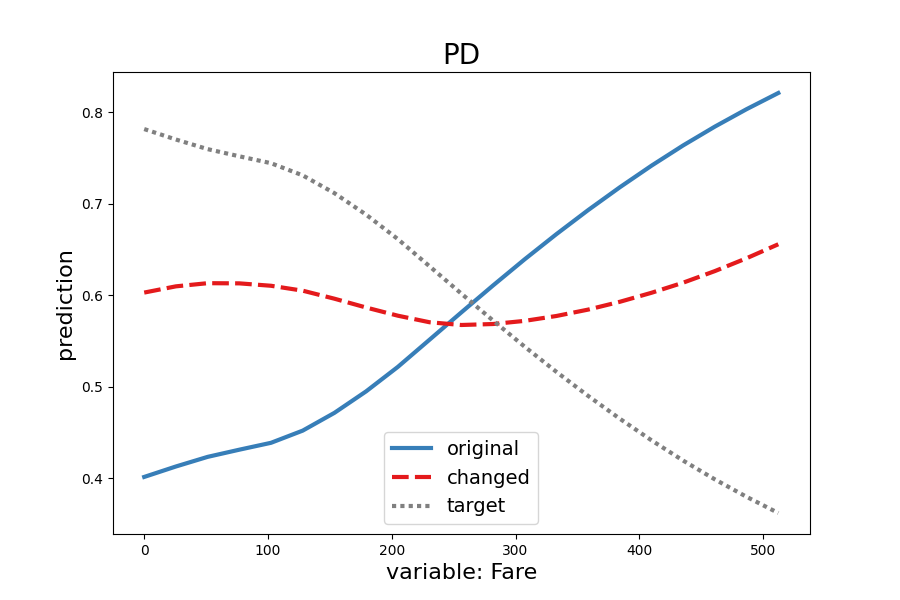 PD
prediction
0.8
0.7
0.6
0.5
0.4
original
changed
target
0 100 200 300 400 500
variable: Fare